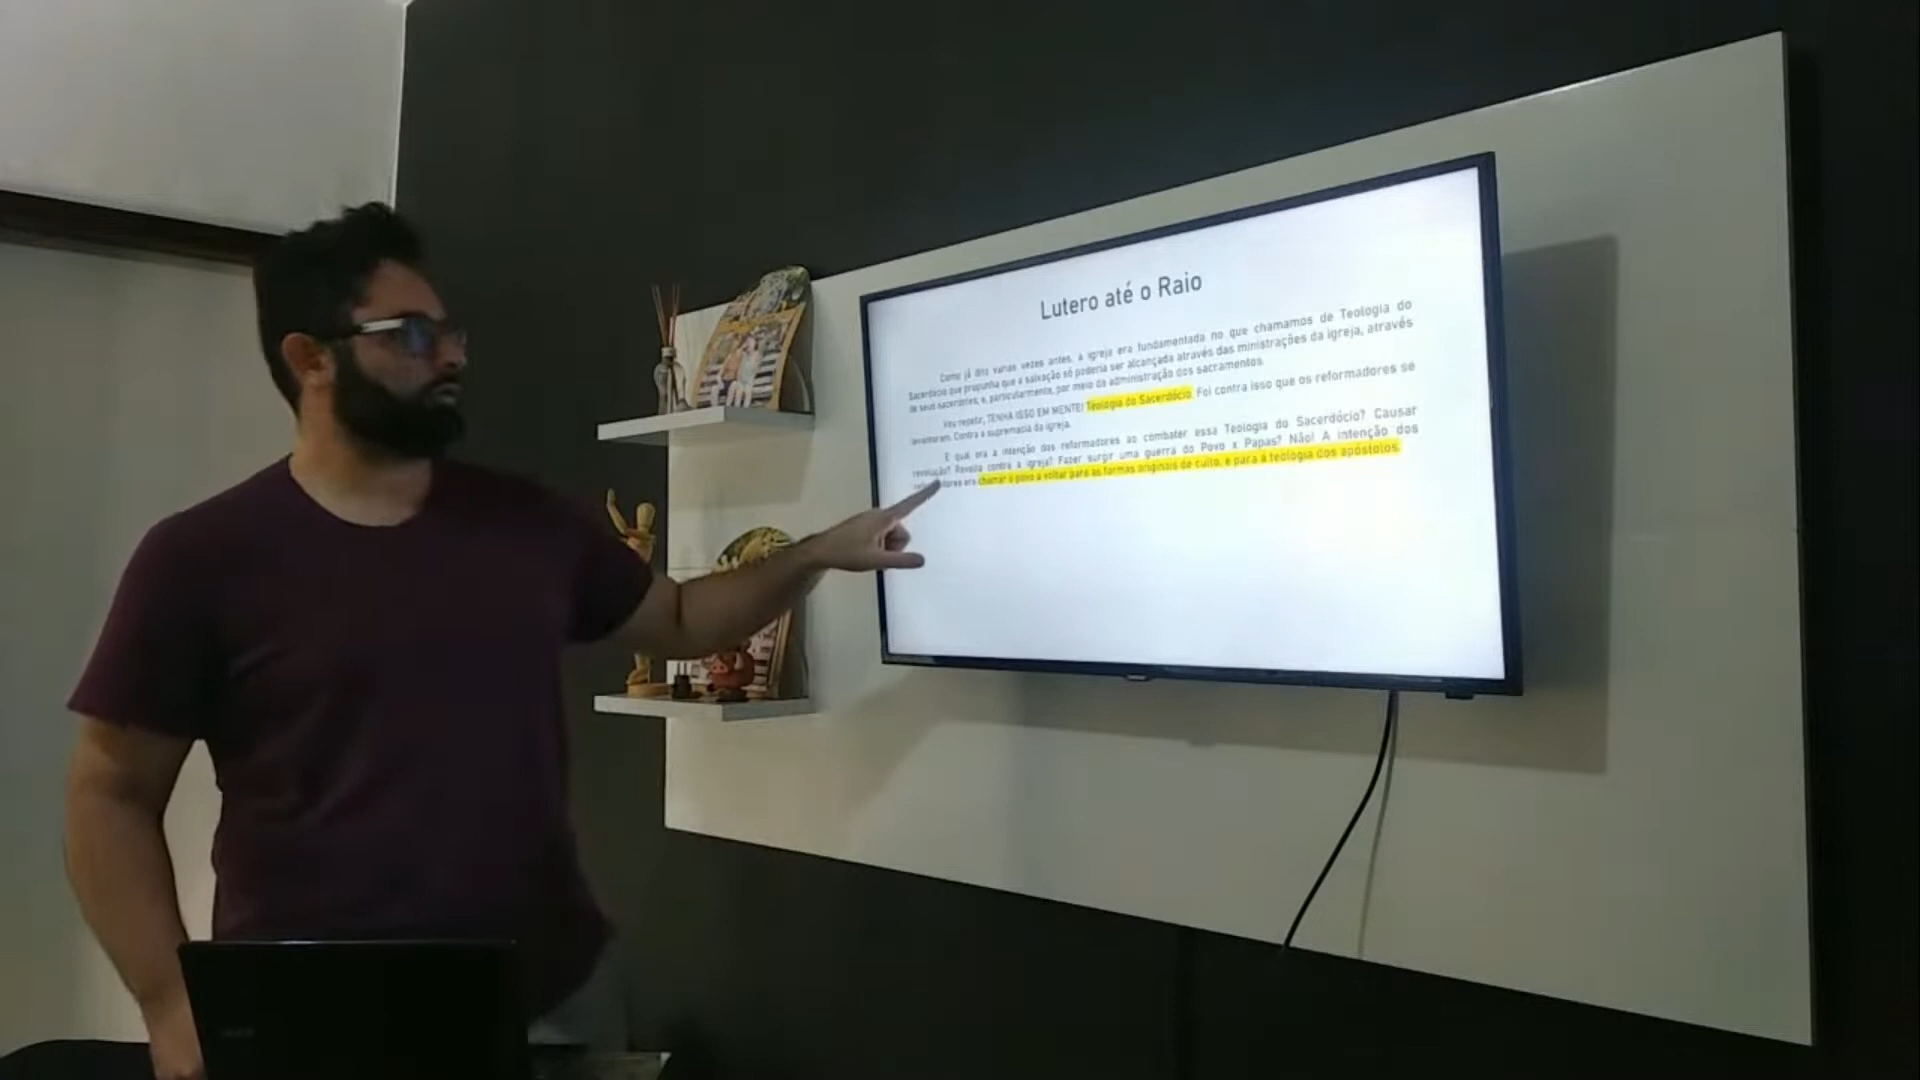 Lutero até o Raio
Como já dito várias vezes antes, a igreja era fundamentada no que chamamos de Teologia do
Sacerdócio que propunha que a salvação só poderia ser alcançada através das ministrações da igreja, através
de seus sacerdotes, e, particularmente, por meio da administração dos sacramentos.
Vou repetir, TENHA ISSO EM MENTE! Teologia do Sacerdócio. Foi contra isso que os reformadores se
levantaram. Contra a supremacia da igreja.
E qual era a intenção dos reformadores ao combater essa Teologia do Sacerdócio? Causar
revolução? Revolta contra a igreja? Fazer surgir uma guerra do Povo x Papas? Não! A intenção dos
era chamar o povo a voltar para as formas originais de culto, e para a teologia dos apóstolos.